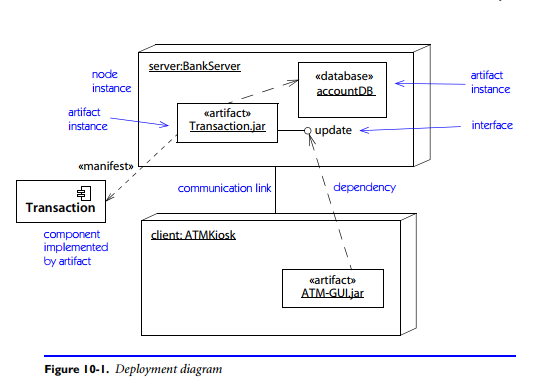 server:BankServer
node
instance
«database»
accountDB
artifact
instance
artifact
instance
«artifact»
Transaction.jar
update
interface
«manifest»
Transaction
communication link
dependency
component
implemented
by artifact
client: ATMKiosk
«artifact»
ATM-GUI.jar
Figure 10-1. Deployment diagram